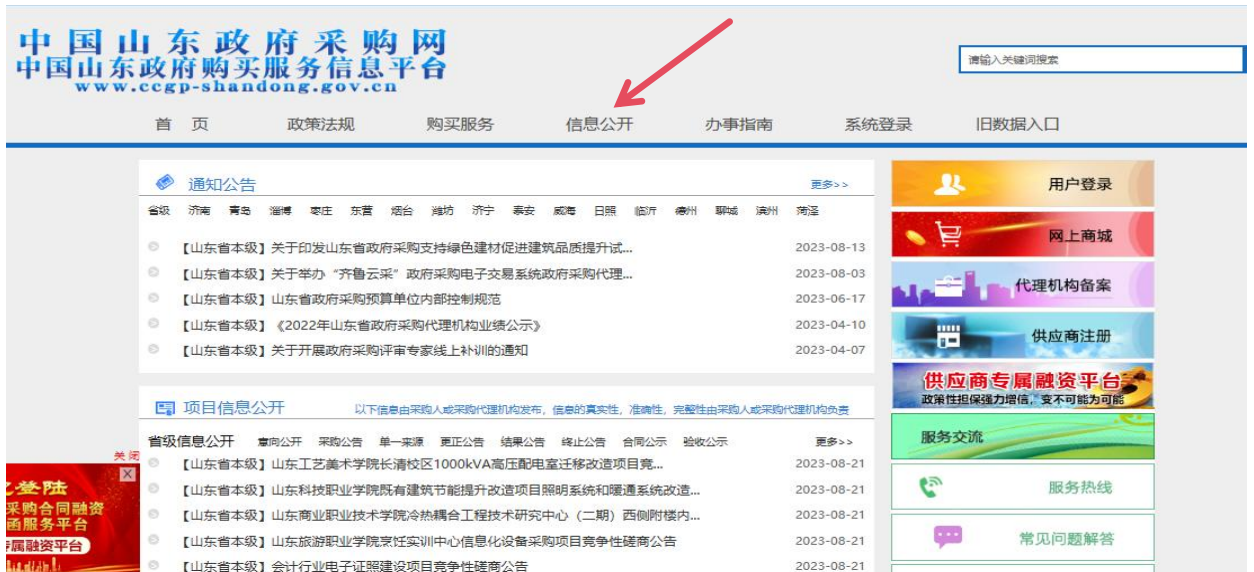 中国山东政府采购网
中国山东政府购买服务信息平台
www.ccgp-shandong.gov.cn
请输入关键词搜索
首 页 政策法规 购买服务 信息公开 办事指南 系统登录 旧数据入口
通知公告 更多>>
省级 济南 青岛 淄博 枣庄 东营 烟台 潍坊 济宁 泰安 威海 日照 临沂 德州 聊城 滨州 菏泽
【山东省本级】关于印发山东省政府采购支持绿色建材促进建筑品质提升试... 2023-08-13
【山东省本级】关于举办“齐鲁云采”政府采购电子交易系统政府采购代理... 2023-08-03
【山东省本级】山东省政府采购预算单位内部控制规范 2023-06-17
【山东省本级】《2022年山东省政府采购代理机构业绩公示》 2023-04-10
【山东省本级】关于开展政府采购评审专家线上补训的通知 2023-04-07
项目信息公开 以下信息由采购人或采购代理机构发布，信息的真实性，准确性，完整性由采购人或采购代理机构负责
省级信息公开 意向公开 采购公告 单一来源 更正公告 结果公告 终止公告 合同公示 验收公示 更多>>
【山东省本级】山东工艺美术学院长清校区1000kVA高压配电室迁移改造项目竞... 2023-08-21
【山东省本级】山东科技职业学院既有建筑节能提升改造项目照明系统和暖通系统改造... 2023-08-21
【山东省本级】山东商业职业技术学院冷热耦合工程技术研究中心（二期）西侧附楼内... 2023-08-21
【山东省本级】山东旅游职业学院烹饪实训中心信息化设备采购项目竞争性磋商公告 2023-08-21
【山东省本级】会计行业电子证照建设项目竞争性磋商公告 2023-08-21
用户登录
网上商城
代理机构备案
供应商注册
供应商专属融资平台
政策性担保强力增信，变不可能为可能
服务交流
服务热线
常见问题解答
关闭
登陆
采购合同融资
函服务平台
属融资平台